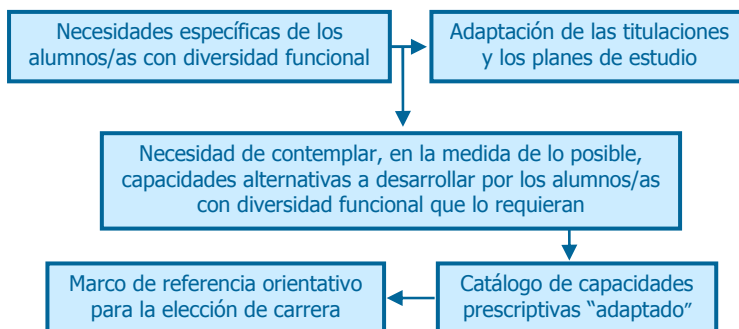 Necesidades específicas de los
alumnos/as con diversidad funcional
Adaptación de las titulaciones
y los planes de estudio
Necesidad de contemplar, en la medida de lo posible,
capacidades alternativas a desarrollar por los alumnos/as
con diversidad funcional que lo requieran
Marco de referencia orientativo
para la elección de carrera
Catálogo de capacidades
prescriptivas “adaptado”